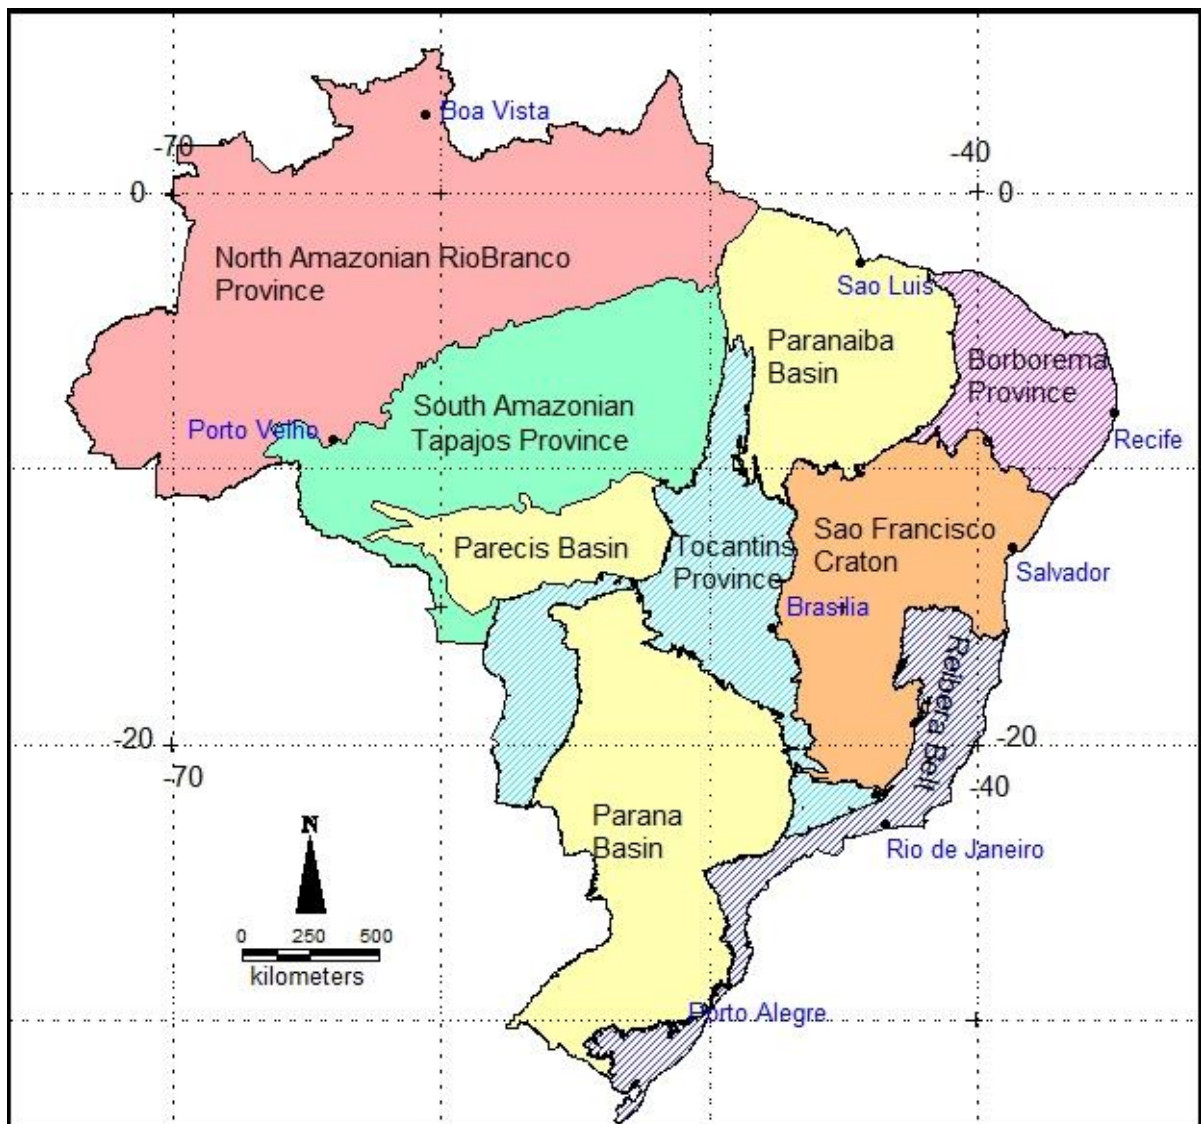 Boa Vista
-70
-40
0
0
North Amazonian RioBranco
Province
Sao Luis
Paranaiba
Basin
Borborema
Province
South Amazonian
Tapajos Province
Porto Velho
Recife
Sao Francisco
Craton
Parecis Basin
Tocantins
Province
Salvador
Brasilia
Reibera Belt
-20
-20
-70
-40
Parana
Basin
N
Rio de Janeiro
0 250 500
kilometers
Porto Alegre